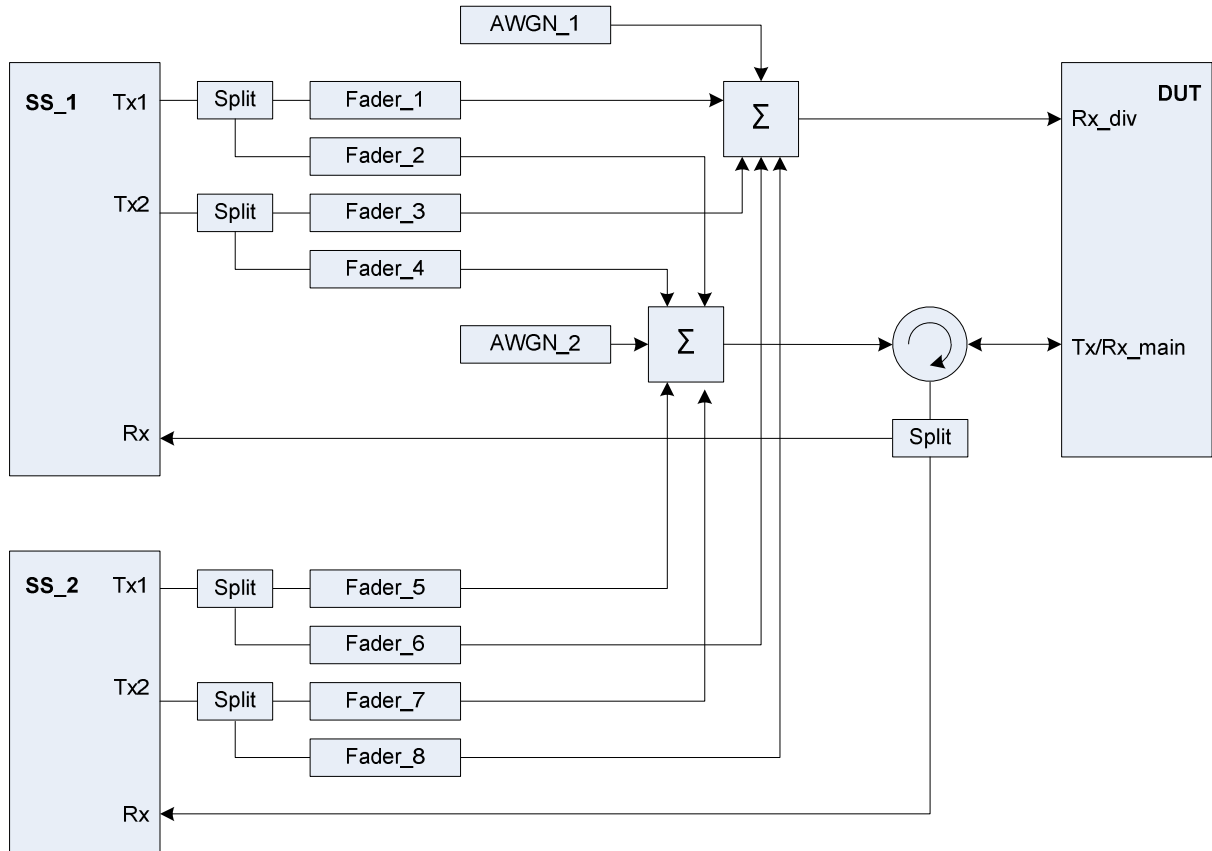 AWGN_1
SS_1
Tx1
Split
Fader_1
Σ
DUT
Rx_div
Fader_2
Tx2
Split
Fader_3
Fader_4
AWGN_2
Σ
Tx/Rx_main
Rx
Split
SS_2
Tx1
Split
Fader_5
Fader_6
Tx2
Split
Fader_7
Fader_8
Rx